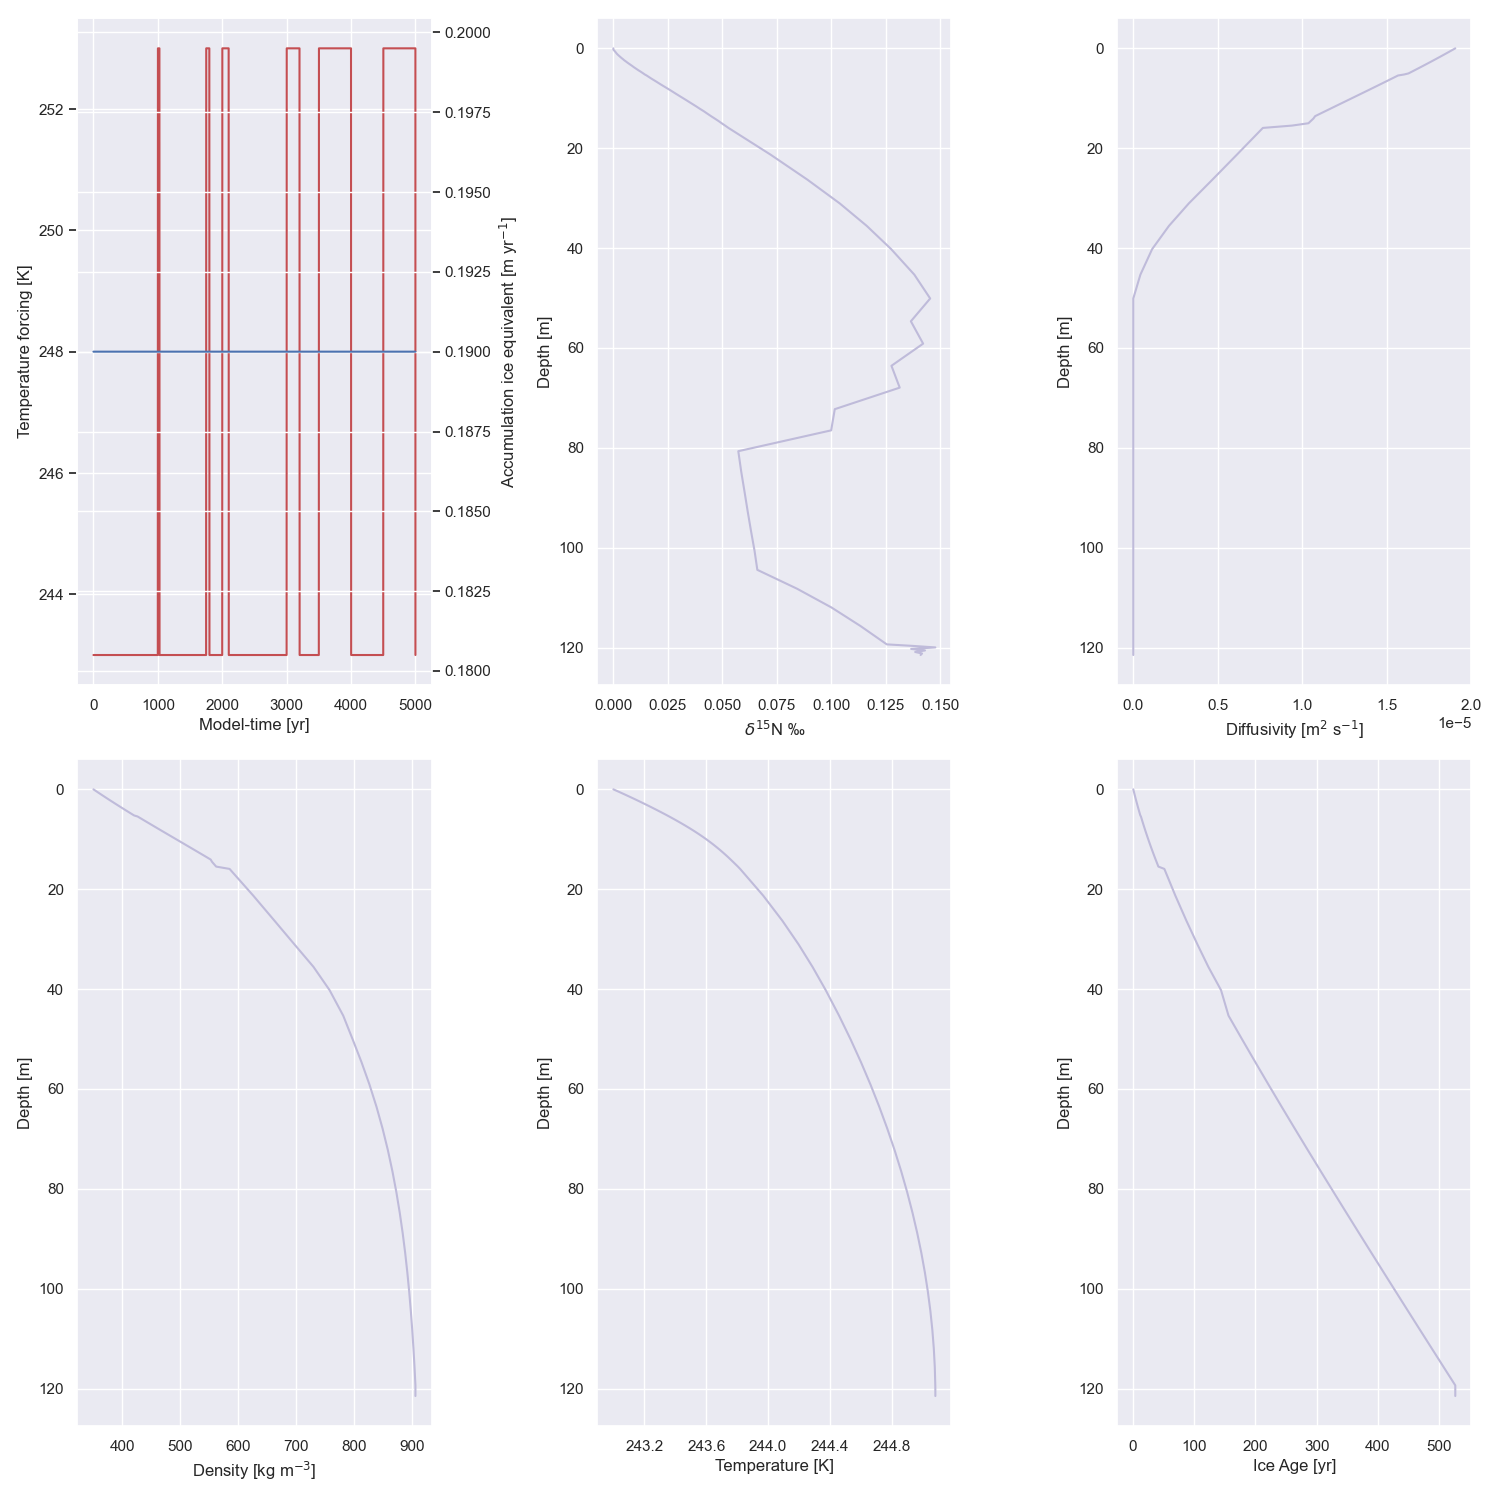 Temperature forcing [K]
252
250
248
246
244
0.2000
0.1975
0.1950
0.1925
0.1900
0.1875
0.1850
0.1825
0.1800
Accumulation ice equivalent [m yr⁻¹]
0 1000 2000 3000 4000 5000
Model-time [yr]
Depth [m]
0
20
40
60
80
100
120
0.000 0.025 0.050 0.075 0.100 0.125 0.150
δ¹⁵N ‰
Depth [m]
0
20
40
60
80
100
120
0.0 0.5 1.0 1.5 2.0
1e−5
Diffusivity [m² s⁻¹]
Depth [m]
0
20
40
60
80
100
120
400 500 600 700 800 900
Density [kg m⁻³]
Depth [m]
0
20
40
60
80
100
120
243.2 243.6 244.0 244.4 244.8
Temperature [K]
Depth [m]
0
20
40
60
80
100
120
0 100 200 300 400 500
Ice Age [yr]